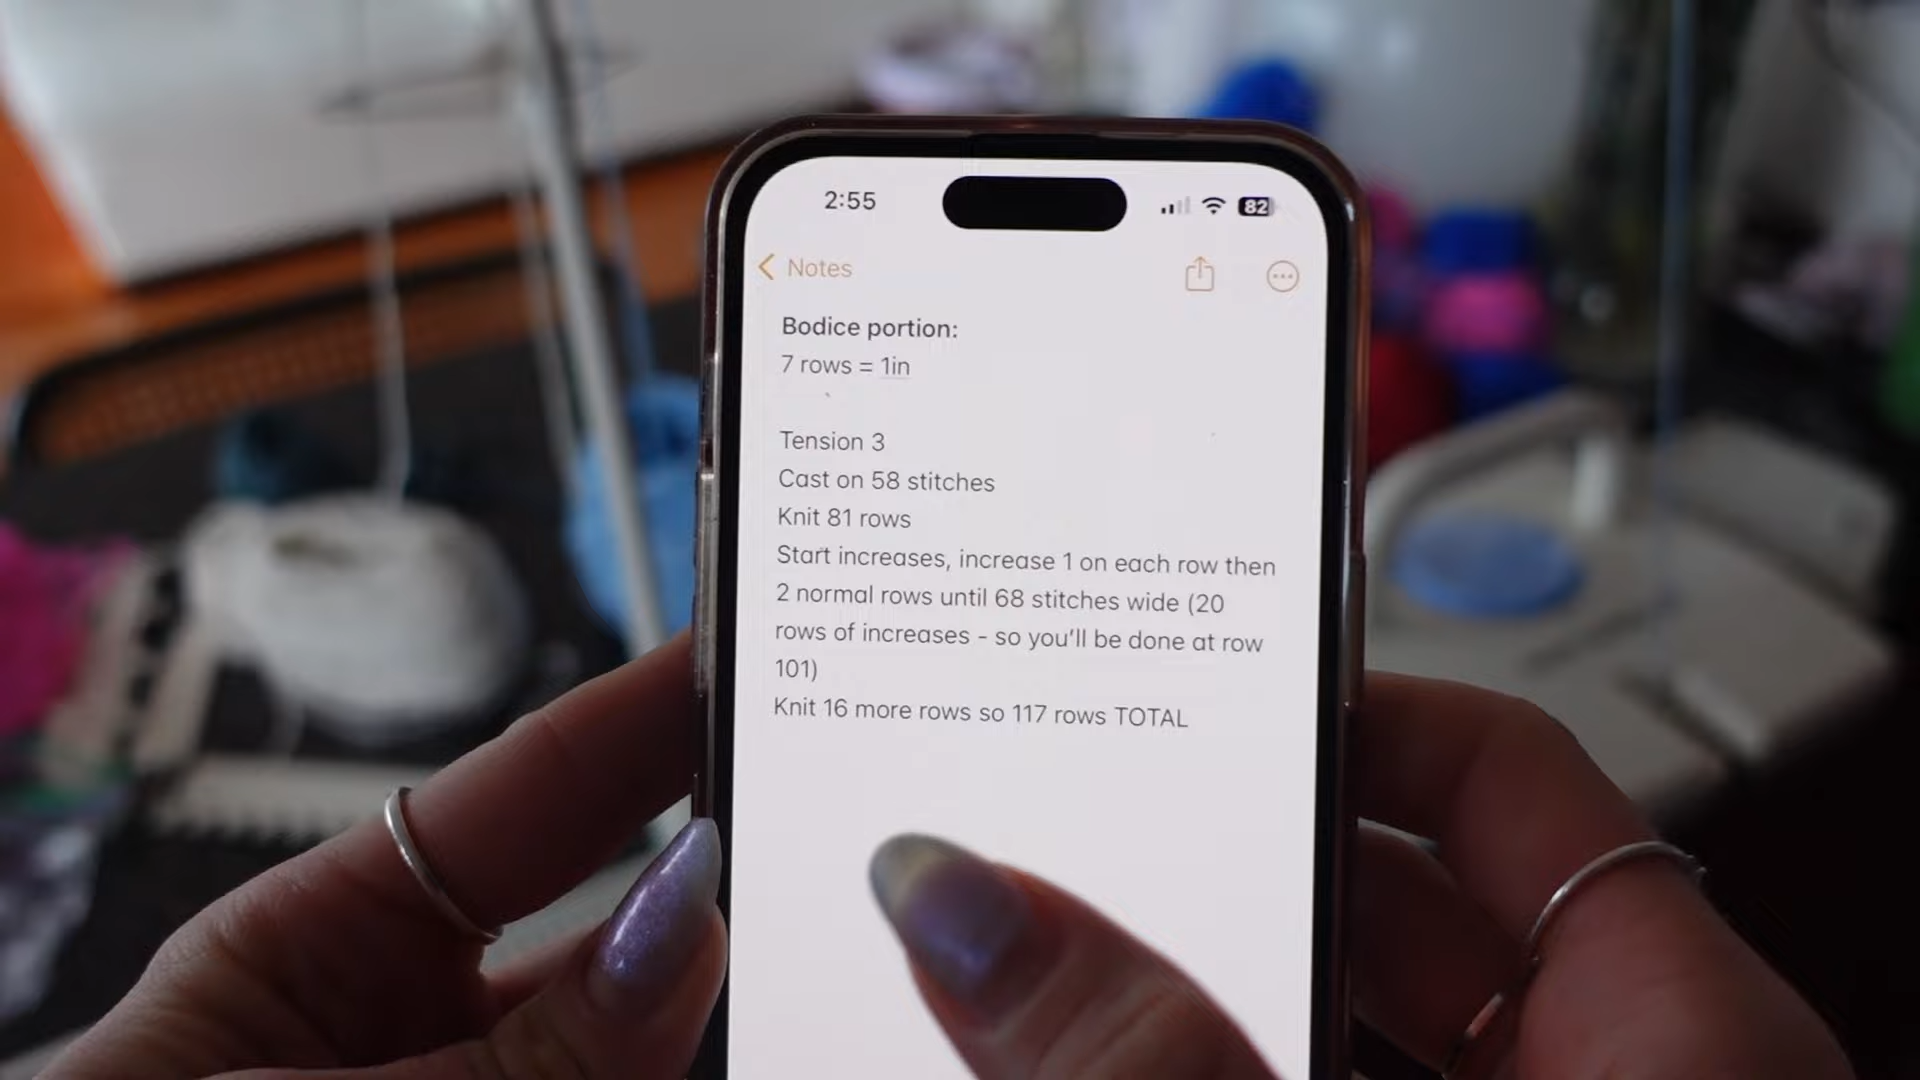 2:55
82
Notes
Bodice portion:
7 rows = 1in
Tension 3
Cast on 58 stitches
Knit 81 rows
Start increases, increase 1 on each row then
2 normal rows until 68 stitches wide (20
rows of increases - so you'll be done at row
101)
Knit 16 more rows so 117 rows TOTAL